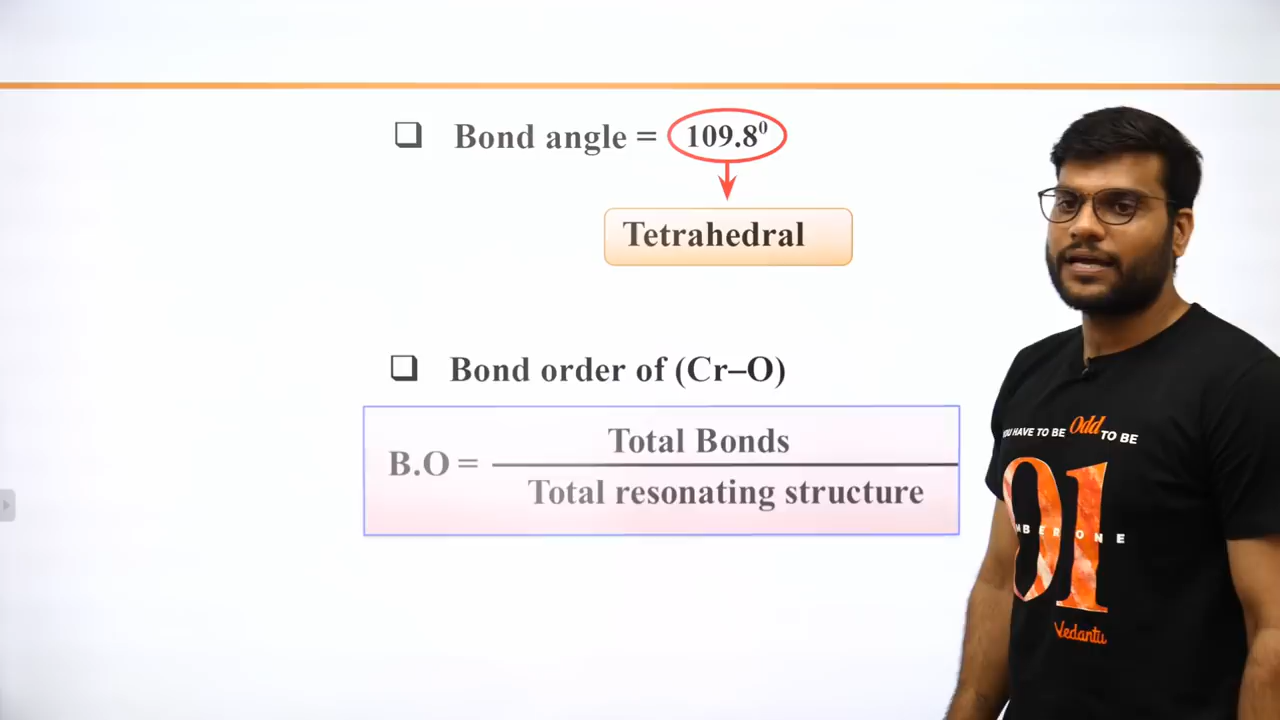 Bond angle = 109.8⁰
Tetrahedral
Bond order of (Cr–O)
B.O = Total Bonds
Total resonating structure
YOU HAVE TO BE Odd TO BE
01
NUMBER ONE
Vedantu